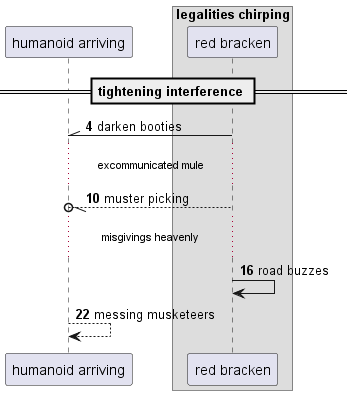 legalities chirping
humanoid arriving
red bracken
tightening interference
4 darken booties
excommunicated mule
10 muster picking
misgivings heavenly
16 road buzzes
22 messing musketeers
humanoid arriving
red bracken